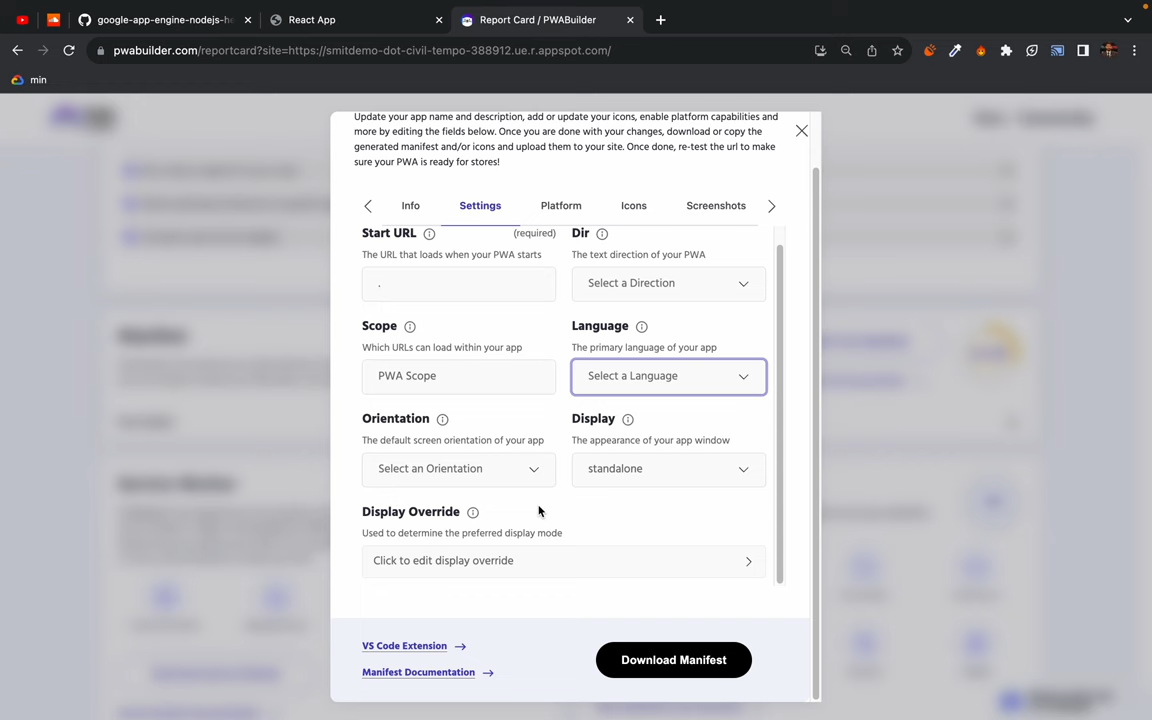 google-app-engine-nodejs-he
React App
Report Card / PWABuilder
pwabuilder.com/reportcard?site=https://smitdemo-dot-civil-tempo-388912.ue.r.appspot.com/
min
Update your app name and description, add or update your icons, enable platform capabilities and
more by editing the fields below. Once you are done with your changes, download or copy the
generated manifest and/or icons and upload them to your site. Once done, re-test the url to make
sure your PWA is ready for stores!
Info Settings Platform Icons Screenshots
Start URL (required) Dir
The URL that loads when your PWA starts The text direction of your PWA
. Select a Direction
Scope Language
Which URLs can load within your app The primary language of your app
PWA Scope Select a Language
Orientation Display
The default screen orientation of your app The appearance of your app window
Select an Orientation standalone
Display Override
Used to determine the preferred display mode
Click to edit display override
VS Code Extension
Download Manifest
Manifest Documentation